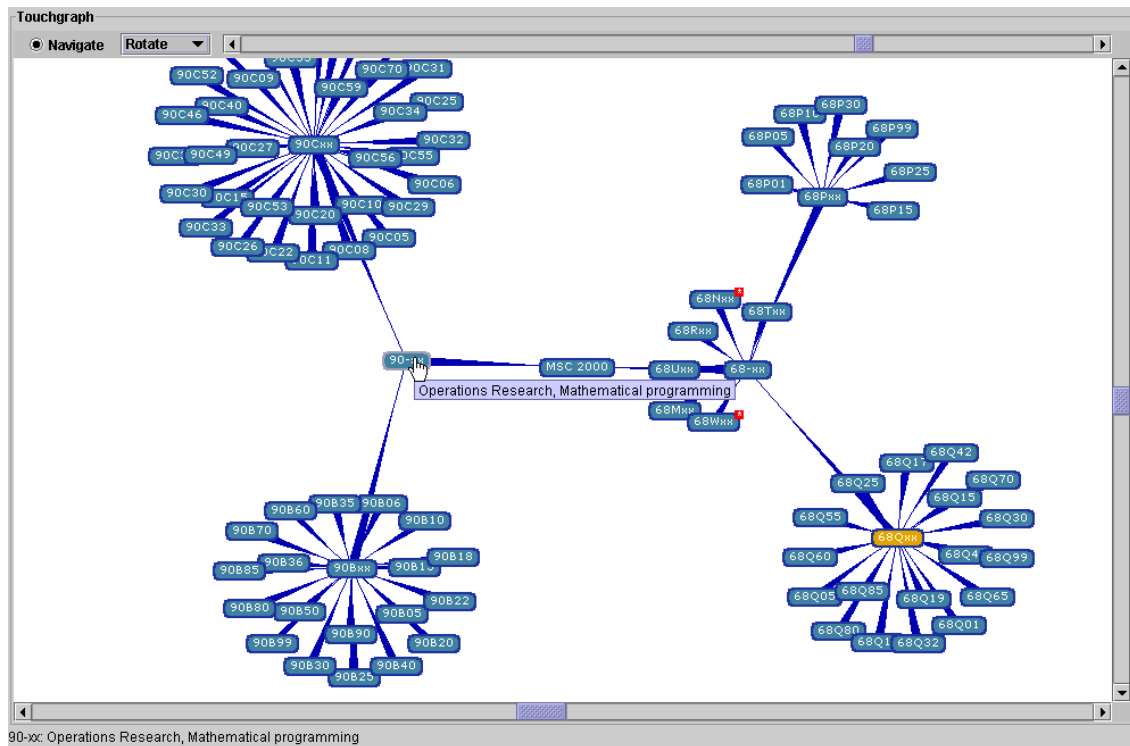 Touchgraph
Navigate Rotate
90C52 90C09 90C59 90C70 90C31
90C46 90C40 90C34 90C25
90Cxx 90C32
90C49 90C27 90C56 90C55
90C06
90C30 90C15 90C53 90C20 90C10 90C29
90C33 90C26 90C22 90C11 90C08 90C05
68P30
68P05 68P99
68P20
68P01 68P25
68Pxx 68P15
68Nxx 68Txx
68Rxx
90-xx MSC 2000 68Uxx 68-xx
Operations Research, Mathematical programming
68Mxx 68Wxx
90B60 90B35 90B06
90B70 90B10
90B36 90B18
90B85 90Bxx
90B80 90B50 90B05 90B22
90B99 90B90 90B20
90B30 90B25 90B40
68Q17 68Q42
68Q25 68Q15 68Q70
68Q55 68Q30
68Qxx
68Q60 68Q99
68Q05 68Q85 68Q19 68Q65
68Q80 68Q32 68Q01
90-xx: Operations Research, Mathematical programming